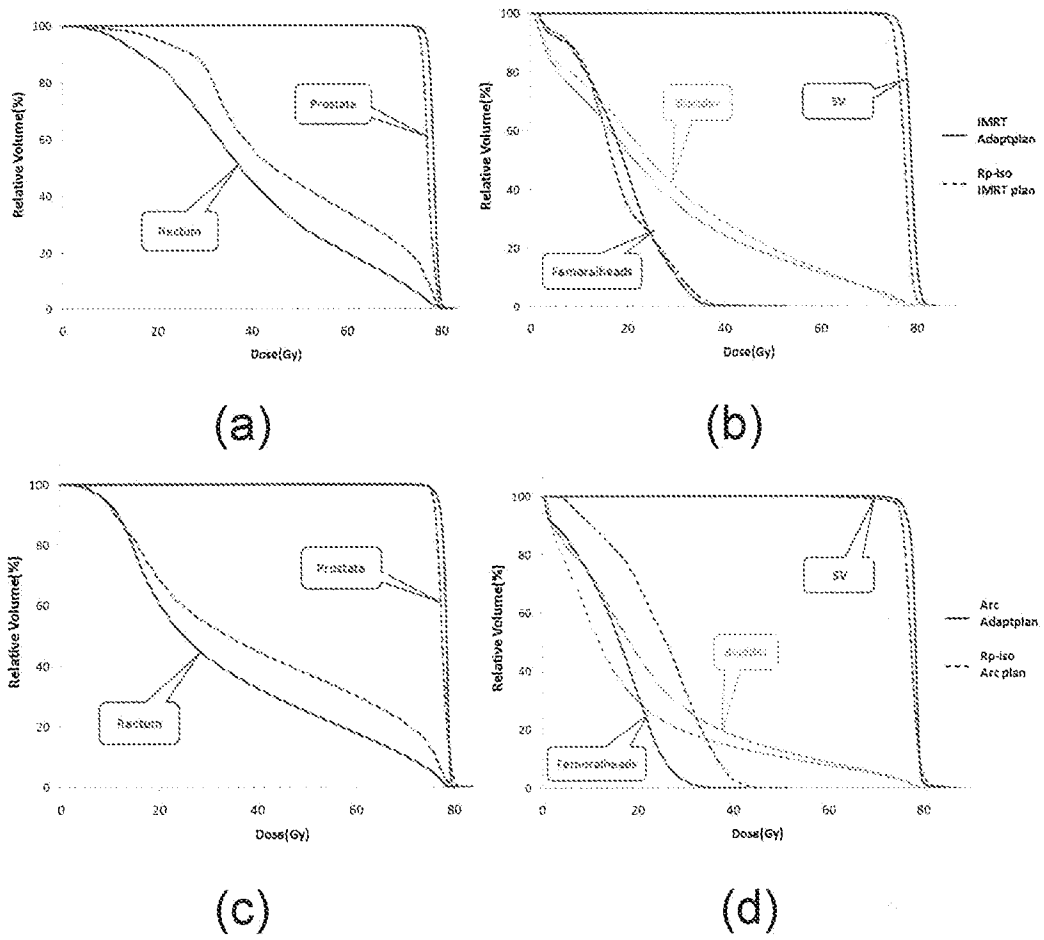 Relative Volume(%)
100
80
60
40
20
0
Prostata
Rectum
0 20 40 60 80
Dose(Gy)
(a)
Relative Volume(%)
100
80
60
40
20
0
Bladder
SV
Femoralheads
0 20 40 60 80
Dose(Gy)
(b)
IMRT
Adaptplan
Rp-iso
IMRT plan
Relative Volume(%)
100
80
60
40
20
0
Prostata
Rectum
0 20 40 60 80
Dose(Gy)
(c)
Relative Volume(%)
100
80
60
40
20
0
SV
Bladder
Femoralheads
0 20 40 60 80
Dose(Gy)
(d)
Arc
Adaptplan
Rp-iso
Arc plan